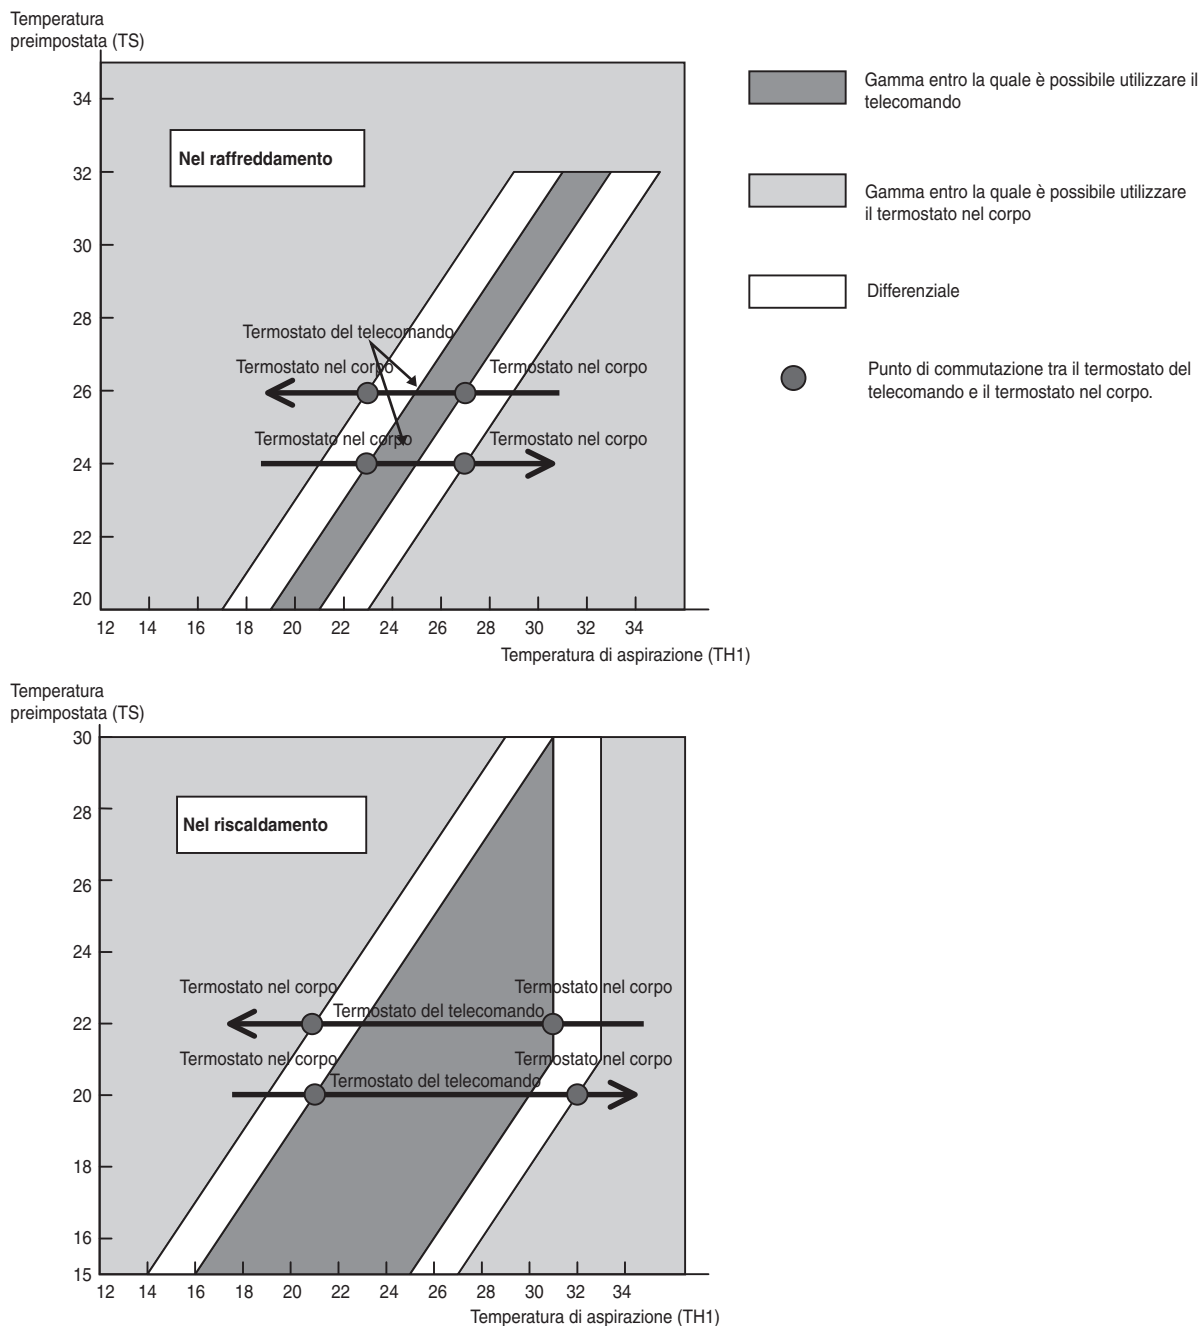 Temperatura
preimpostata (TS)
34
32
30
28
26
24
22
20
Nel raffreddamento
Termostato del telecomando
Termostato nel corpo
Termostato nel corpo
Termostato nel corpo
Termostato nel corpo
12 14 16 18 20 22 24 26 28 30 32 34
Temperatura di aspirazione (TH1)
Gamma entro la quale è possibile utilizzare il
telecomando
Gamma entro la quale è possibile utilizzare
il termostato nel corpo
Differenziale
Punto di commutazione tra il termostato del
telecomando e il termostato nel corpo.
Temperatura
preimpostata (TS)
30
28
26
24
22
20
18
16
15
Nel riscaldamento
Termostato nel corpo
Termostato nel corpo
Termostato del telecomando
Termostato nel corpo
Termostato nel corpo
Termostato del telecomando
12 14 16 18 20 22 24 26 28 30 32 34
Temperatura di aspirazione (TH1)